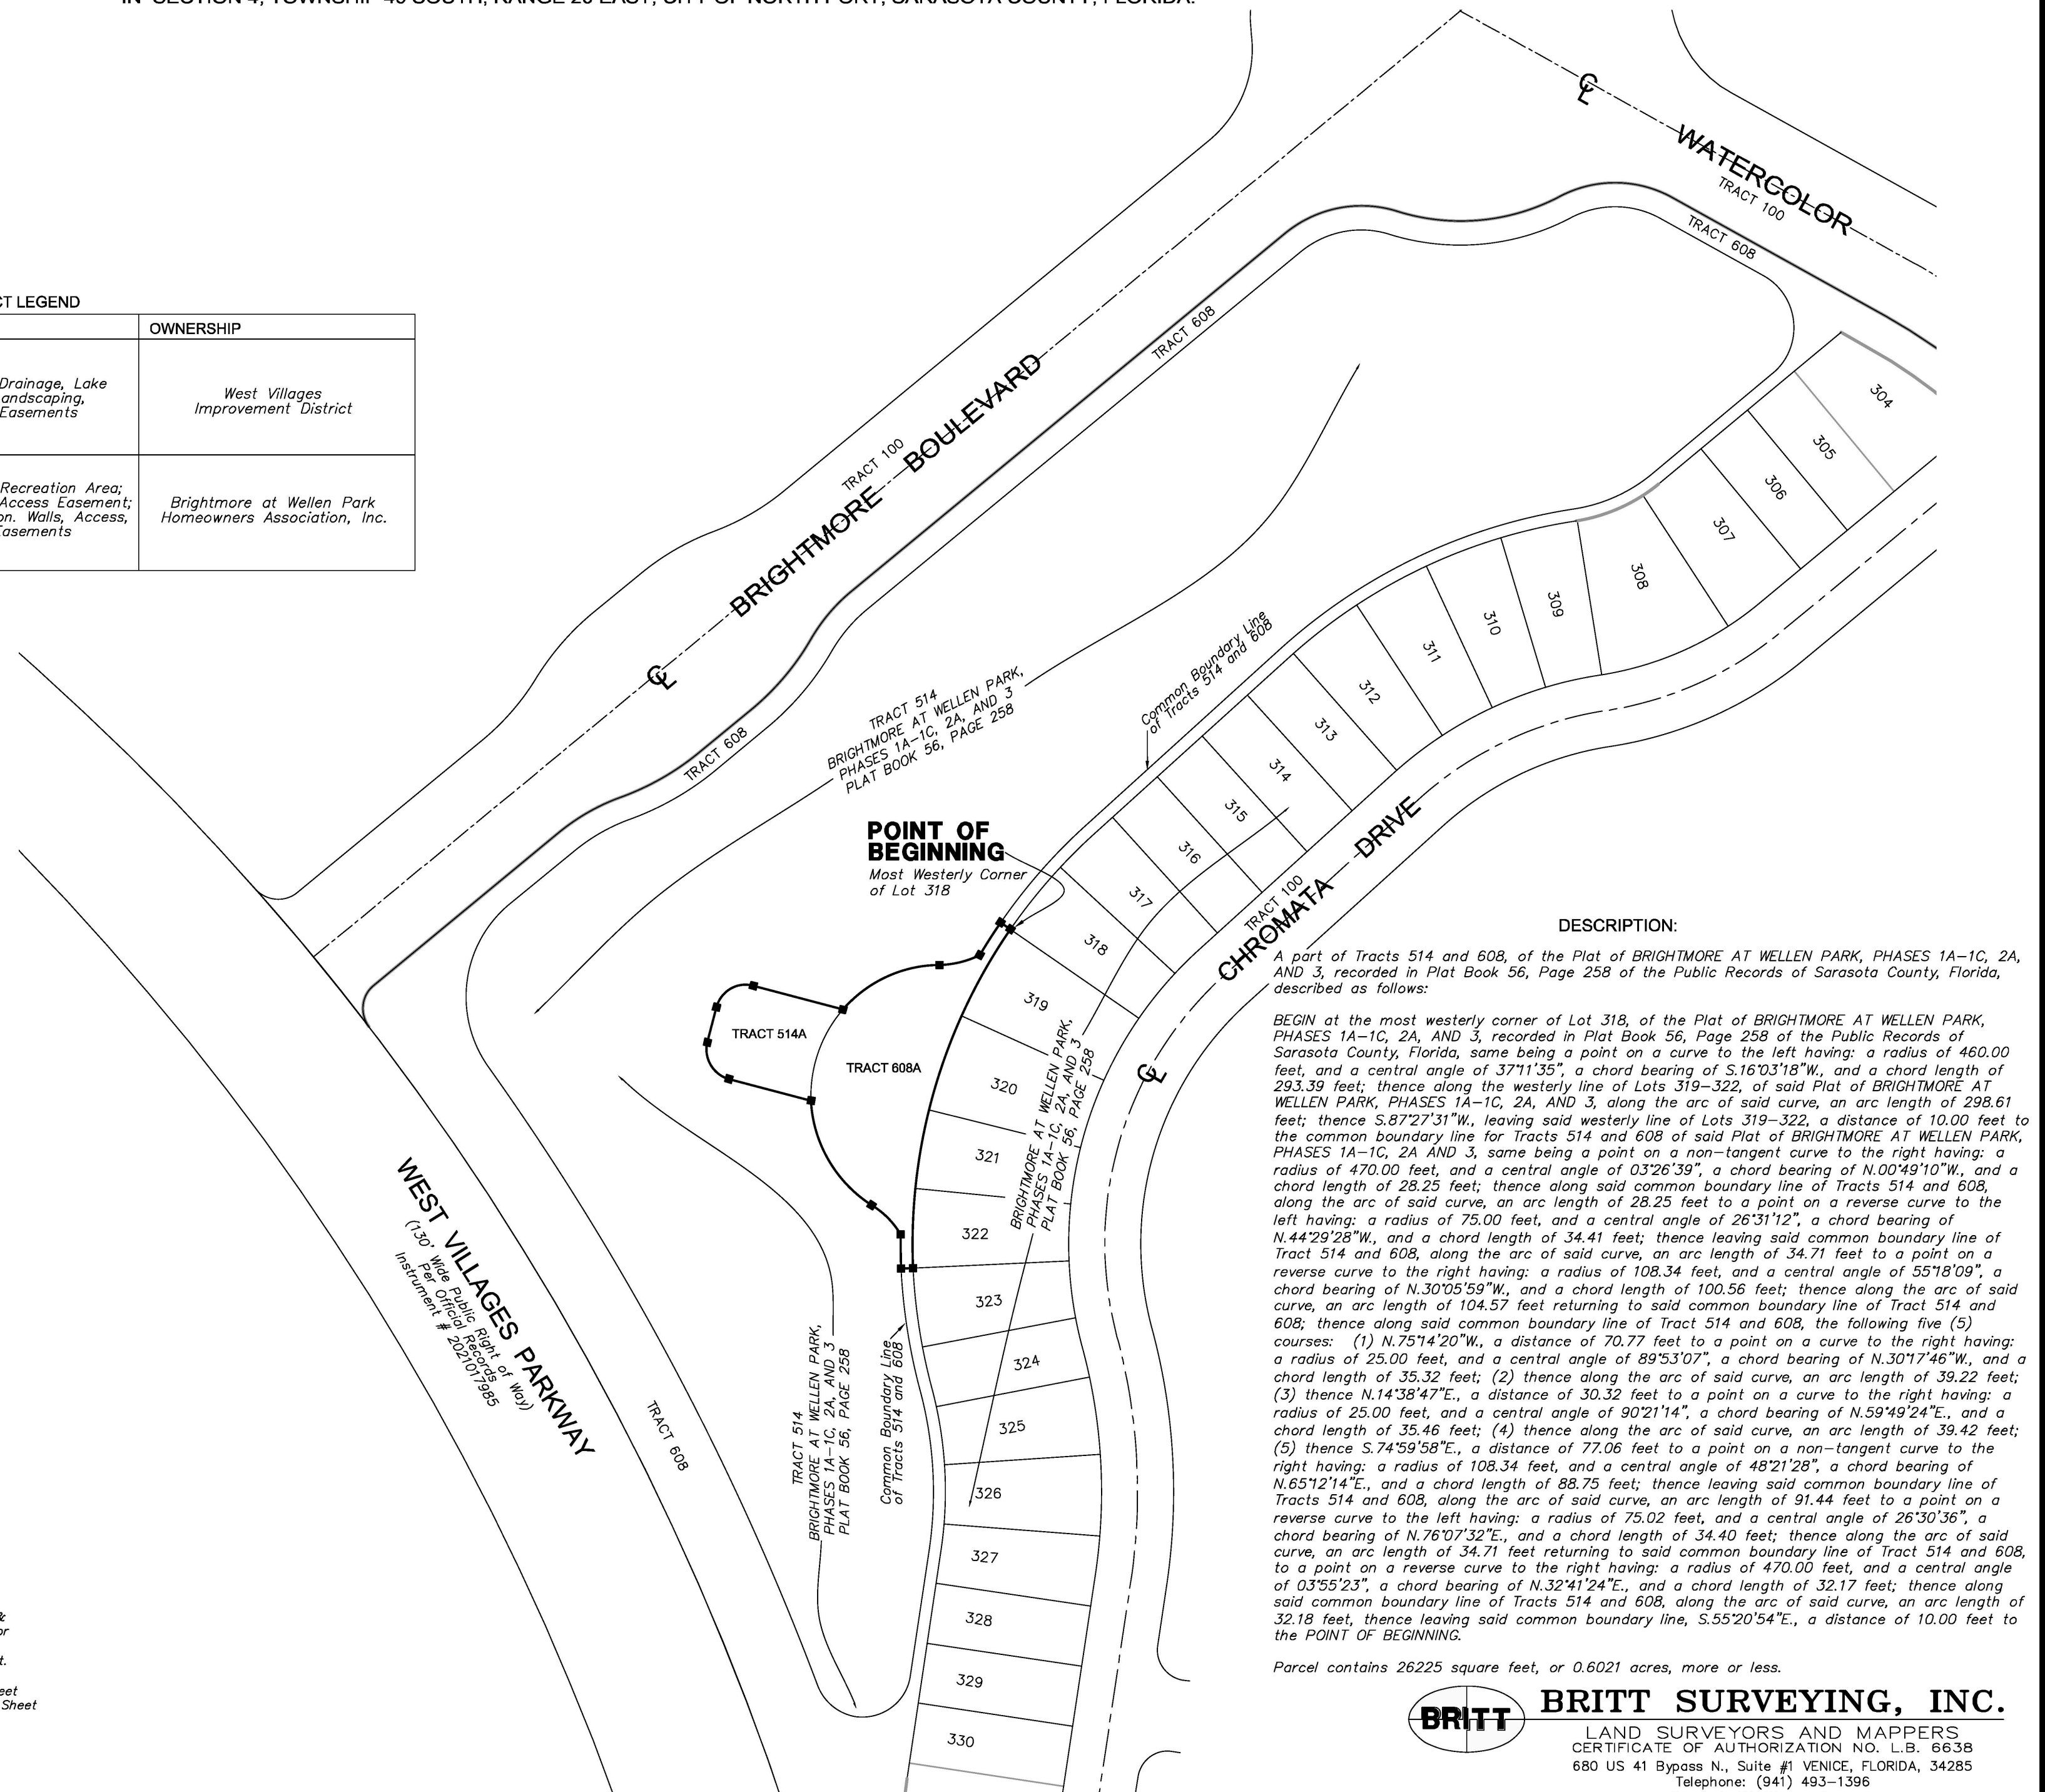 CT LEGEND
OWNERSHIP
Drainage, Lake
andscaping,
Easements
West Villages
Improvement District
Recreation Area;
Access Easement;
on. Walls, Access,
Easements
Brightmore at Wellen Park
Homeowners Association, Inc.
℄
WATERCOLOR
TRACT 100
TRACT 608
TRACT 608
BRIGHTMORE BOULEVARD
TRACT 100
℄
TRACT 608
304
305
306
307
308
309
310
311
312
313
314
315
316
317
318
319
320
321
322
323
324
325
326
327
328
329
330
Common Boundary Line
of Tracts 514 and 608
TRACT 514
BRIGHTMORE AT WELLEN PARK,
PHASES 1A-1C, 2A, AND 3
PLAT BOOK 56, PAGE 258
POINT OF
BEGINNING
Most Westerly Corner
of Lot 318
TRACT 100
CHROMATA DRIVE
℄
TRACT 514A
TRACT 608A
BRIGHTMORE AT WELLEN PARK,
PHASES 1A-1C, 2A, AND 3
PLAT BOOK 56, PAGE 258
WEST VILLAGES PARKWAY
(130' Wide Public Right of Way)
Per Official Records
Instrument # 2021017985
TRACT 608
TRACT 514
BRIGHTMORE AT WELLEN PARK,
PHASES 1A-1C, 2A, AND 3
PLAT BOOK 56, PAGE 258
Common Boundary Line
of Tracts 514 and 608
DESCRIPTION:
A part of Tracts 514 and 608, of the Plat of BRIGHTMORE AT WELLEN PARK, PHASES 1A-1C, 2A,
AND 3, recorded in Plat Book 56, Page 258 of the Public Records of Sarasota County, Florida,
described as follows:
BEGIN at the most westerly corner of Lot 318, of the Plat of BRIGHTMORE AT WELLEN PARK,
PHASES 1A-1C, 2A, AND 3, recorded in Plat Book 56, Page 258 of the Public Records of
Sarasota County, Florida, same being a point on a curve to the left having: a radius of 460.00
feet, and a central angle of 37°11'35", a chord bearing of S.16°03'18"W., and a chord length of
293.39 feet; thence along the westerly line of Lots 319-322, of said Plat of BRIGHTMORE AT
WELLEN PARK, PHASES 1A-1C, 2A, AND 3, along the arc of said curve, an arc length of 298.61
feet; thence S.87°27'31"W., leaving said westerly line of Lots 319-322, a distance of 10.00 feet to
the common boundary line for Tracts 514 and 608 of said Plat of BRIGHTMORE AT WELLEN PARK,
PHASES 1A-1C, 2A AND 3, same being a point on a non-tangent curve to the right having: a
radius of 470.00 feet, and a central angle of 03°26'39", a chord bearing of N.00°49'10"W., and a
chord length of 28.25 feet; thence along said common boundary line of Tracts 514 and 608,
along the arc of said curve, an arc length of 28.25 feet to a point on a reverse curve to the
left having: a radius of 75.00 feet, and a central angle of 26°31'12", a chord bearing of
N.44°29'28"W., and a chord length of 34.41 feet; thence leaving said common boundary line of
Tract 514 and 608, along the arc of said curve, an arc length of 34.71 feet to a point on a
reverse curve to the right having: a radius of 108.34 feet, and a central angle of 55°18'09", a
chord bearing of N.30°05'59"W., and a chord length of 100.56 feet; thence along the arc of said
curve, an arc length of 104.57 feet returning to said common boundary line of Tract 514 and
608; thence along said common boundary line of Tract 514 and 608, the following five (5)
courses: (1) N.75°14'20"W., a distance of 70.77 feet to a point on a curve to the right having:
a radius of 25.00 feet, and a central angle of 89°53'07", a chord bearing of N.30°17'46"W., and a
chord length of 35.32 feet; (2) thence along the arc of said curve, an arc length of 39.22 feet;
(3) thence N.14°38'47"E., a distance of 30.32 feet to a point on a curve to the right having: a
radius of 25.00 feet, and a central angle of 90°21'14", a chord bearing of N.59°49'24"E., and a
chord length of 35.46 feet; (4) thence along the arc of said curve, an arc length of 39.42 feet;
(5) thence S.74°59'58"E., a distance of 77.06 feet to a point on a non-tangent curve to the
right having: a radius of 108.34 feet, and a central angle of 48°21'28", a chord bearing of
N.65°12'14"E., and a chord length of 88.75 feet; thence leaving said common boundary line of
Tracts 514 and 608, along the arc of said curve, an arc length of 91.44 feet to a point on a
reverse curve to the left having: a radius of 75.02 feet, and a central angle of 26°30'36", a
chord bearing of N.76°07'32"E., and a chord length of 34.40 feet; thence along the arc of said
curve, an arc length of 34.71 feet returning to said common boundary line of Tract 514 and 608,
to a point on a reverse curve to the right having: a radius of 470.00 feet, and a central angle
of 03°55'23", a chord bearing of N.32°41'24"E., and a chord length of 32.17 feet; thence along
said common boundary line of Tracts 514 and 608, along the arc of said curve, an arc length of
32.18 feet, thence leaving said common boundary line, S.55°20'54"E., a distance of 10.00 feet to
the POINT OF BEGINNING.
Parcel contains 26225 square feet, or 0.6021 acres, more or less.
&
or
t.
eet
Sheet
BRITT
BRITT SURVEYING, INC.
LAND SURVEYORS AND MAPPERS
CERTIFICATE OF AUTHORIZATION NO. L.B. 6638
680 US 41 Bypass N., Suite #1 VENICE, FLORIDA, 34285
Telephone: (941) 493-1396